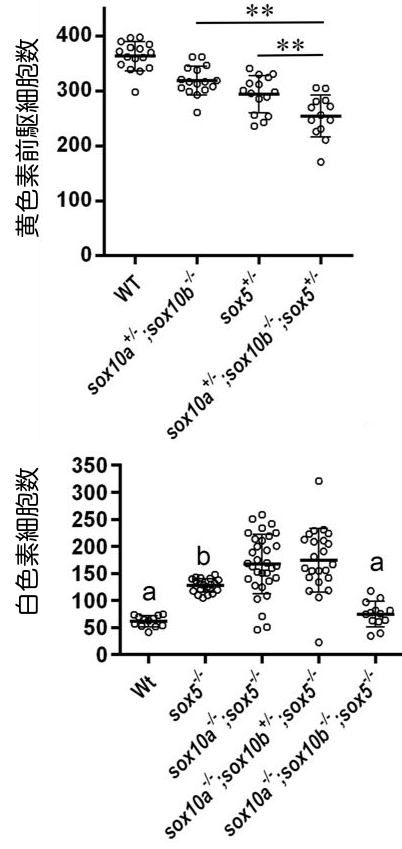 黄色素前駆細胞数
400
300
200
100
0
**
**
WT
sox10a+/-;sox10b-/-
sox5+/-
sox10a+/-;sox10b-/-;sox5+/-
白色素細胞数
350
300
250
200
150
100
50
0
a
b
a
Wt
sox5-/-
sox10a-/-;sox5-/-
sox10a-/-;sox10b+/-;sox5-/-
sox10a-/-;sox10b-/-;sox5-/-